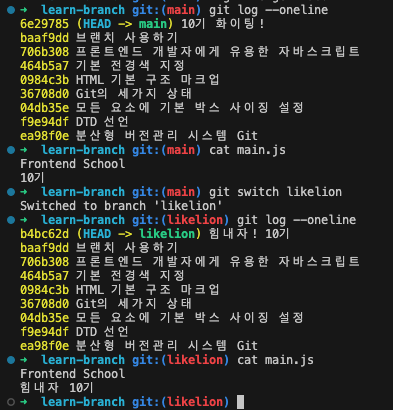 ➜ learn-branch git:(main) git log --oneline
6e29785 (HEAD -> main) 10기 화이팅!
baaf9dd 브랜치 사용하기
706b308 프론트엔드 개발자에게 유용한 자바스크립트
464b5a7 기본 전경색 지정
0984c3b HTML 기본 구조 마크업
36708d0 Git의 세가지 상태
04db35e 모든 요소에 기본 박스 사이징 설정
f9e94df DTD 선언
ea98f0e 분산형 버전관리 시스템 Git
➜ learn-branch git:(main) cat main.js
Frontend School
10기
➜ learn-branch git:(main) git switch likelion
Switched to branch 'likelion'
➜ learn-branch git:(likelion) git log --oneline
b4bc62d (HEAD -> likelion) 힘내자! 10기
baaf9dd 브랜치 사용하기
706b308 프론트엔드 개발자에게 유용한 자바스크립트
464b5a7 기본 전경색 지정
0984c3b HTML 기본 구조 마크업
36708d0 Git의 세가지 상태
04db35e 모든 요소에 기본 박스 사이징 설정
f9e94df DTD 선언
ea98f0e 분산형 버전관리 시스템 Git
➜ learn-branch git:(likelion) cat main.js
Frontend School
힘내자 10기
➜ learn-branch git:(likelion)